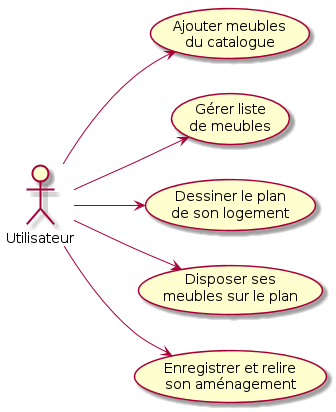 Ajouter meubles
du catalogue
Gérer liste
de meubles
Dessiner le plan
de son logement
Utilisateur
Disposer ses
meubles sur le plan
Enregistrer et relire
son aménagement